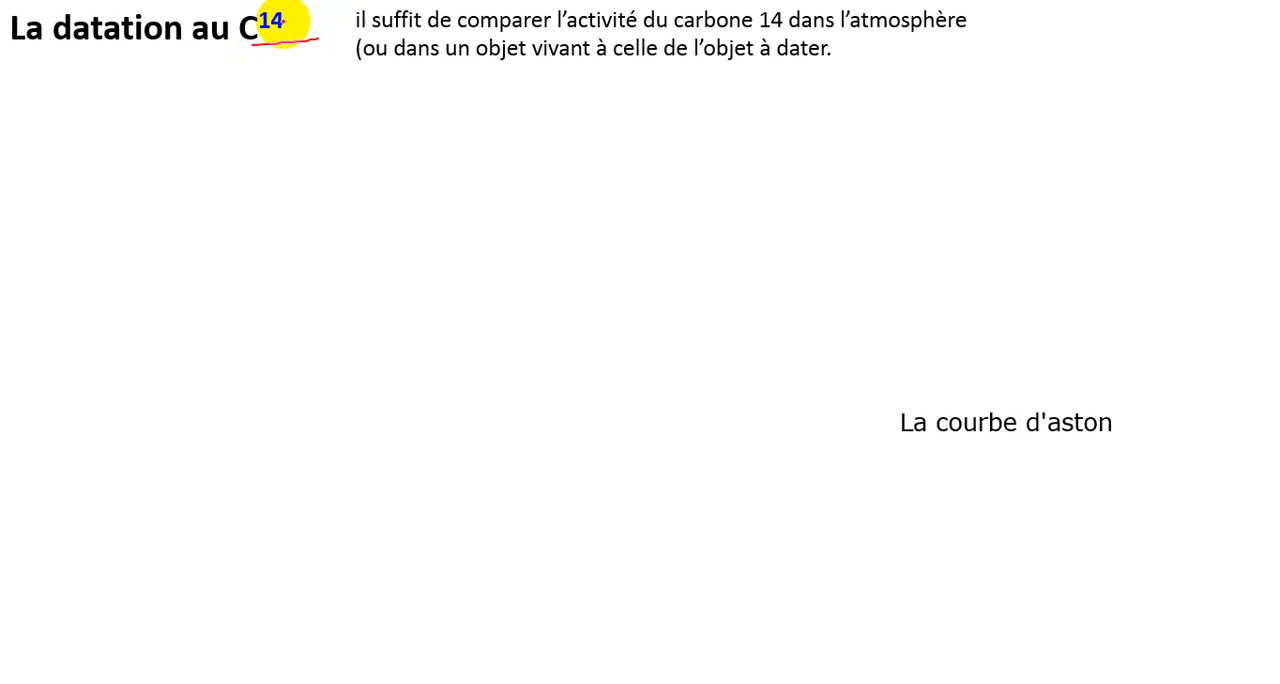 La datation au C14
il suffit de comparer l’activité du carbone 14 dans l’atmosphère
(ou dans un objet vivant à celle de l’objet à dater.
La courbe d'aston